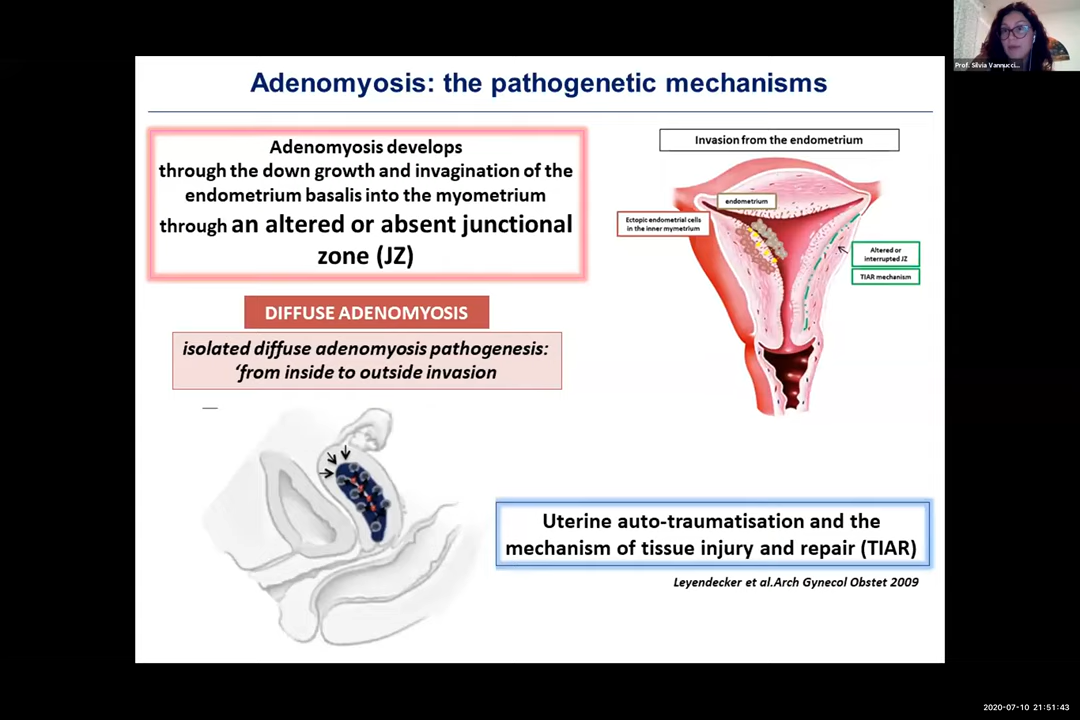 Prof. Silvia Vannucci...
Adenomyosis: the pathogenetic mechanisms
Adenomyosis develops
through the down growth and invagination of the
endometrium basalis into the myometrium
through an altered or absent junctional
zone (JZ)
Invasion from the endometrium
endometrium
Ectopic endometrial cells
in the inner mymetrium
Altered or
interrupted JZ
TIAR mechanism
DIFFUSE ADENOMYOSIS
isolated diffuse adenomyosis pathogenesis:
‘from inside to outside invasion
Uterine auto-traumatisation and the
mechanism of tissue injury and repair (TIAR)
Leyendecker et al.Arch Gynecol Obstet 2009
2020-07-10 21:51:43